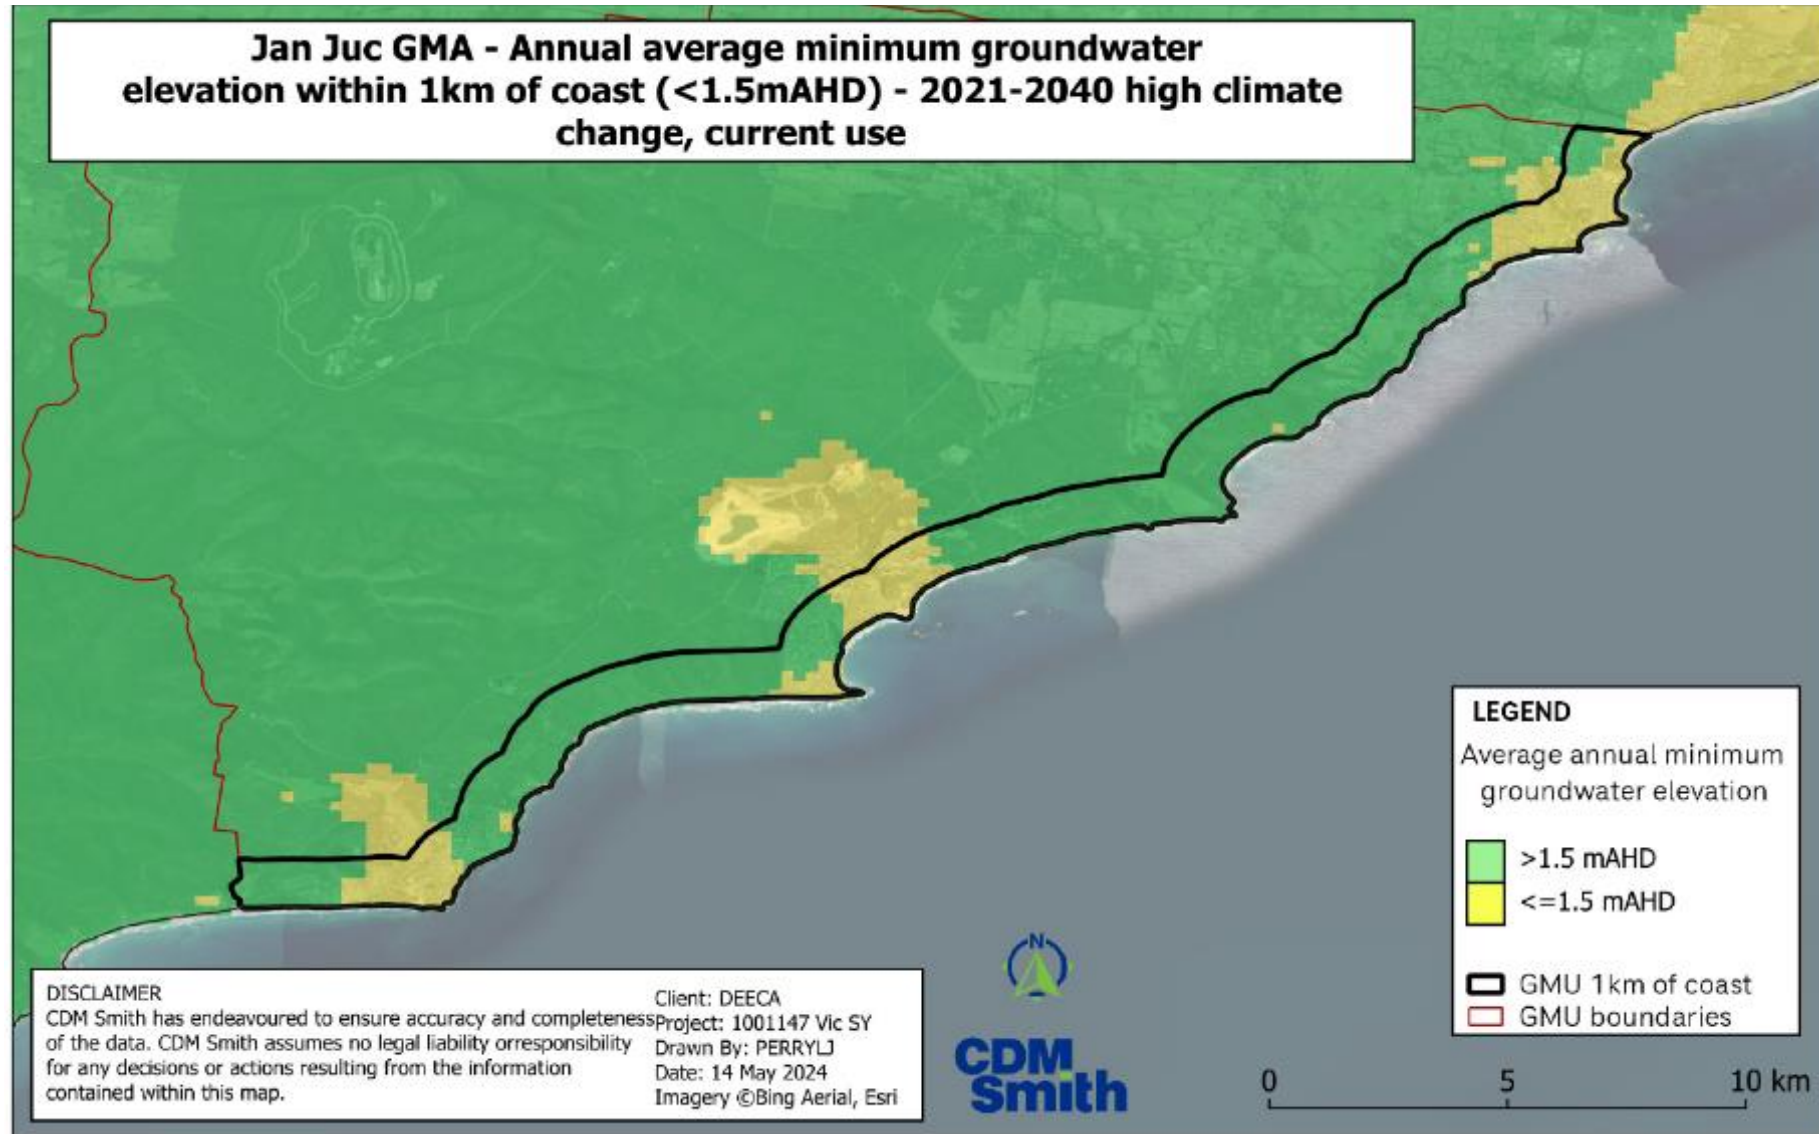 Jan Juc GMA - Annual average minimum groundwater
elevation within 1km of coast (<1.5mAHD) - 2021-2040 high climate
change, current use
LEGEND
Average annual minimum
groundwater elevation
>1.5 mAHD
<=1.5 mAHD
GMU 1km of coast
GMU boundaries
DISCLAIMER
CDM Smith has endeavoured to ensure accuracy and completeness
of the data. CDM Smith assumes no legal liability orresponsibility
for any decisions or actions resulting from the information
contained within this map.
Client: DEECA
Project: 1001147 Vic SY
Drawn By: PERRYLJ
Date: 14 May 2024
Imagery ©Bing Aerial, Esri
N
CDM
Smith
0 5 10 km